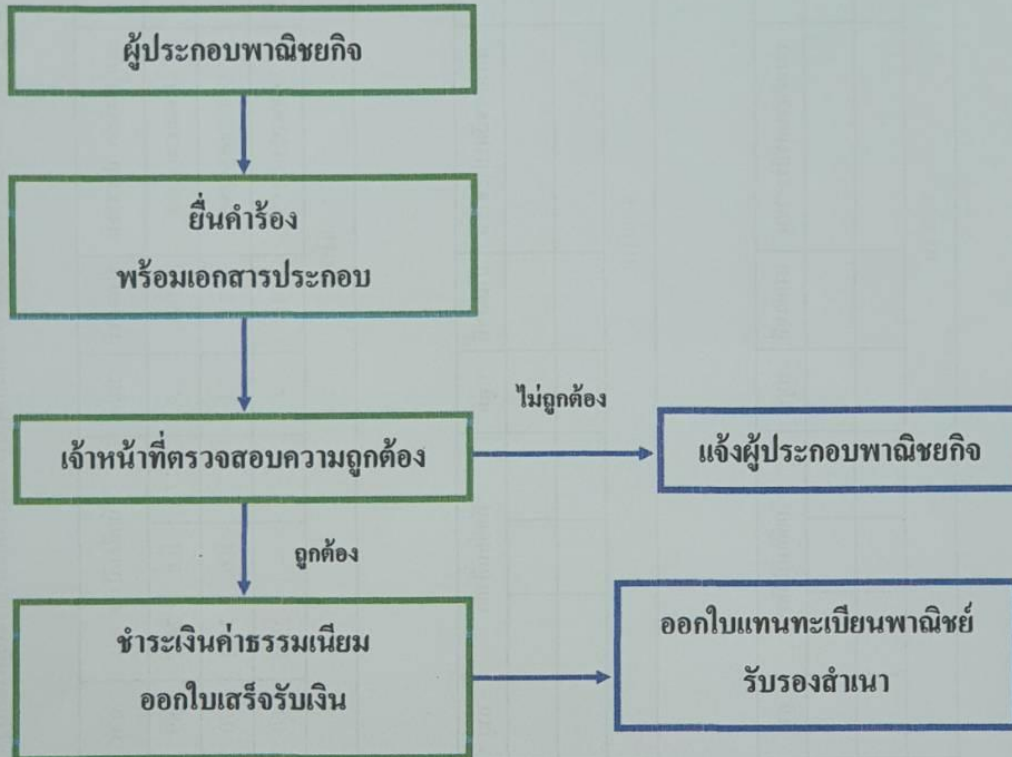 ผู้ประกอบพาณิชยกิจ
ยื่นคำร้อง
พร้อมเอกสารประกอบ
ไม่ถูกต้อง
เจ้าหน้าที่ตรวจสอบความถูกต้อง
แจ้งผู้ประกอบพาณิชยกิจ
ถูกต้อง
ชำระเงินค่าธรรมเนียม
ออกใบเสร็จรับเงิน
ออกใบแทนทะเบียนพาณิชย์
รับรองสำเนา